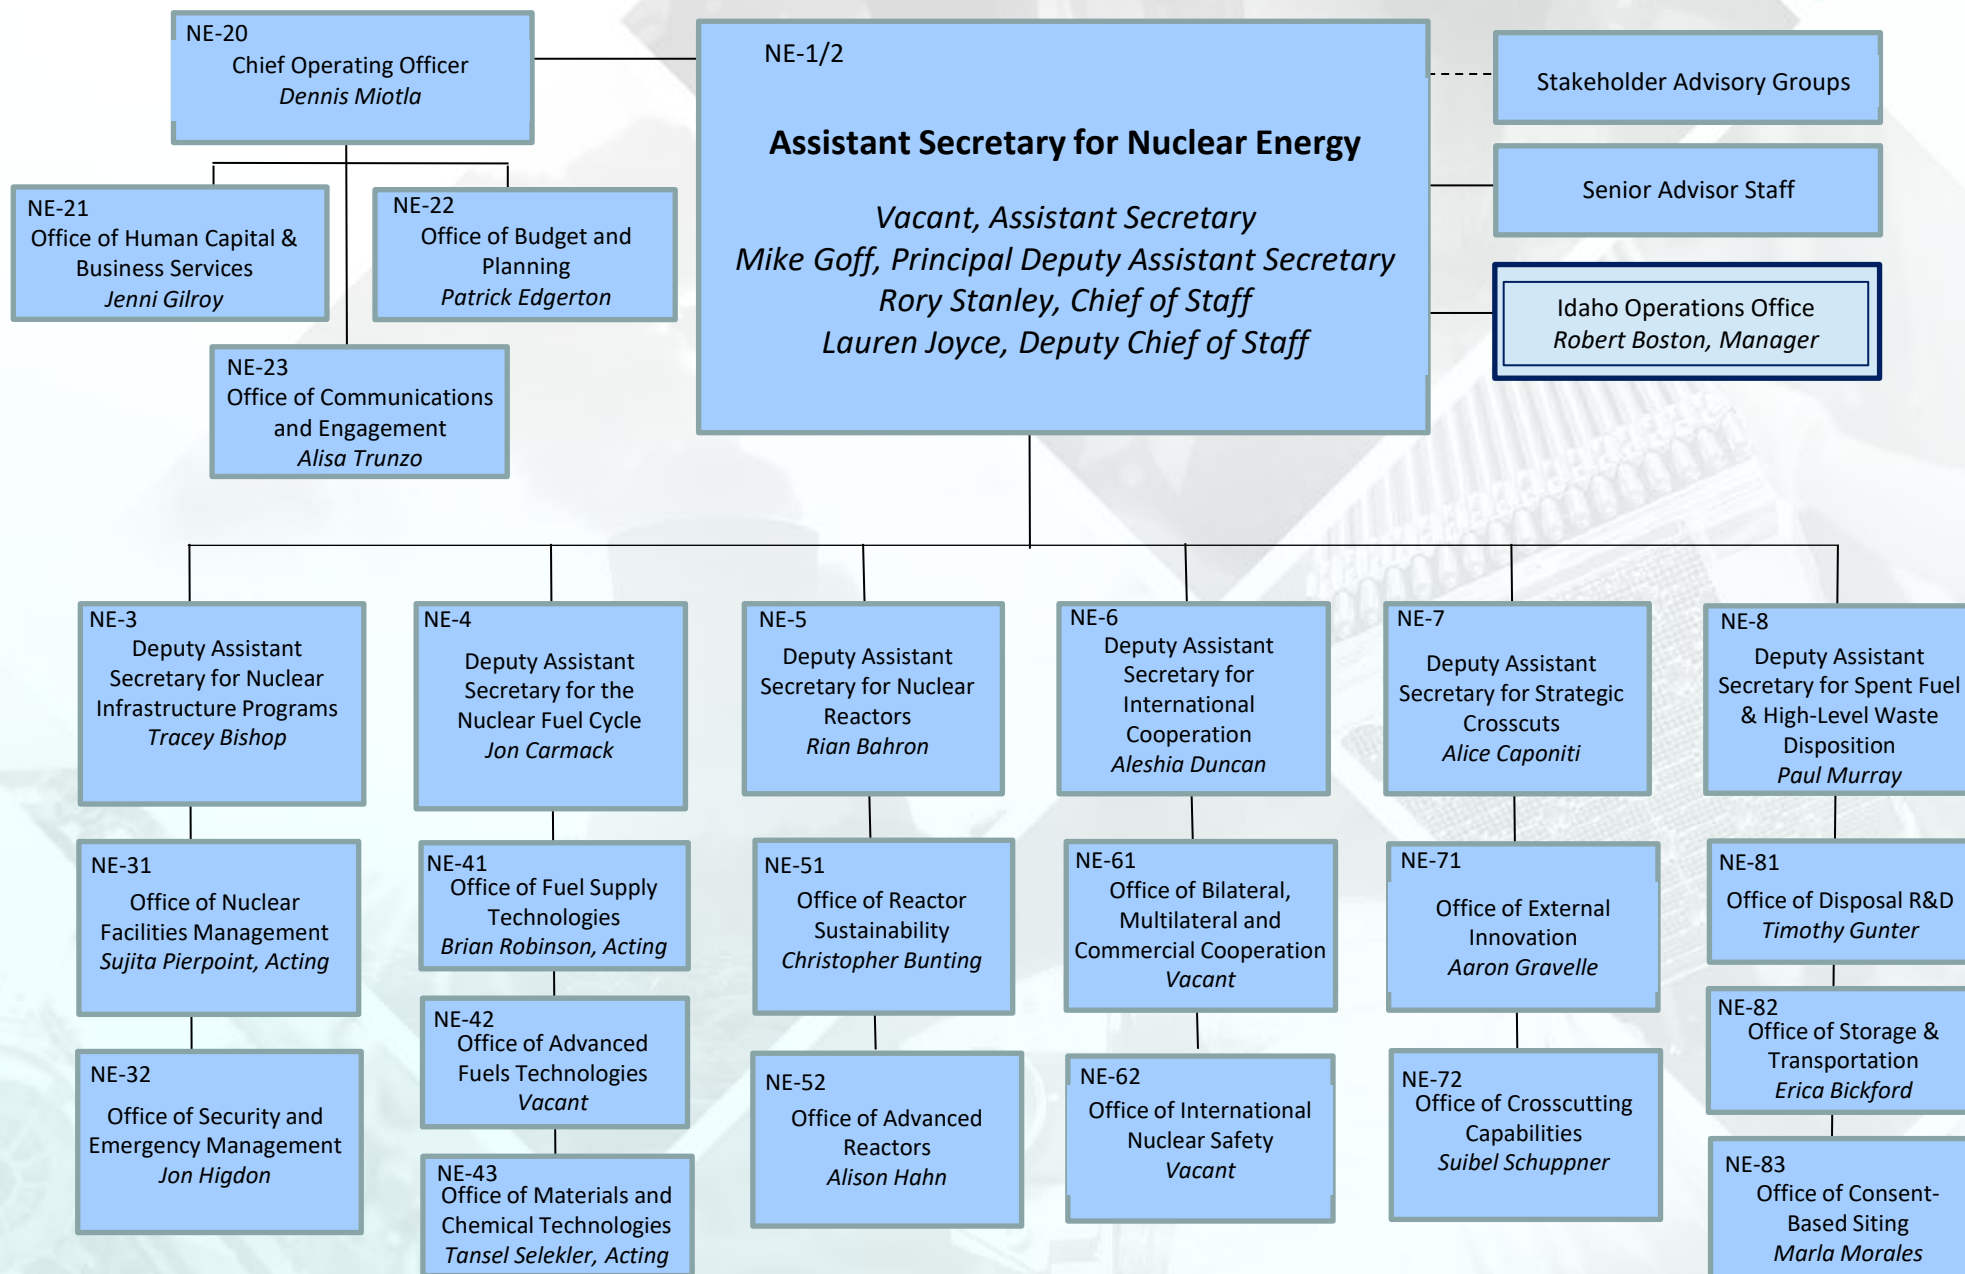 NE-20
Chief Operating Officer
Dennis Miotla
NE-21
Office of Human Capital &
Business Services
Jenni Gilroy
NE-22
Office of Budget and
Planning
Patrick Edgerton
NE-23
Office of Communications
and Engagement
Alisa Trunzo
NE-1/2
Assistant Secretary for Nuclear Energy
Vacant, Assistant Secretary
Mike Goff, Principal Deputy Assistant Secretary
Rory Stanley, Chief of Staff
Lauren Joyce, Deputy Chief of Staff
Stakeholder Advisory Groups
Senior Advisor Staff
Idaho Operations Office
Robert Boston, Manager
NE-3
Deputy Assistant
Secretary for Nuclear
Infrastructure Programs
Tracey Bishop
NE-31
Office of Nuclear
Facilities Management
Sujita Pierpoint, Acting
NE-32
Office of Security and
Emergency Management
Jon Higdon
NE-4
Deputy Assistant
Secretary for the
Nuclear Fuel Cycle
Jon Carmack
NE-41
Office of Fuel Supply
Technologies
Brian Robinson, Acting
NE-42
Office of Advanced
Fuels Technologies
Vacant
NE-43
Office of Materials and
Chemical Technologies
Tansel Selekler, Acting
NE-5
Deputy Assistant
Secretary for Nuclear
Reactors
Rian Bahron
NE-51
Office of Reactor
Sustainability
Christopher Bunting
NE-52
Office of Advanced
Reactors
Alison Hahn
NE-6
Deputy Assistant
Secretary for
International
Cooperation
Aleshia Duncan
NE-61
Office of Bilateral,
Multilateral and
Commercial Cooperation
Vacant
NE-62
Office of International
Nuclear Safety
Vacant
NE-7
Deputy Assistant
Secretary for Strategic
Crosscuts
Alice Caponiti
NE-71
Office of External
Innovation
Aaron Gravelle
NE-72
Office of Crosscutting
Capabilities
Suibel Schuppner
NE-8
Deputy Assistant
Secretary for Spent Fuel
& High-Level Waste
Disposition
Paul Murray
NE-81
Office of Disposal R&D
Timothy Gunter
NE-82
Office of Storage &
Transportation
Erica Bickford
NE-83
Office of Consent-
Based Siting
Marla Morales